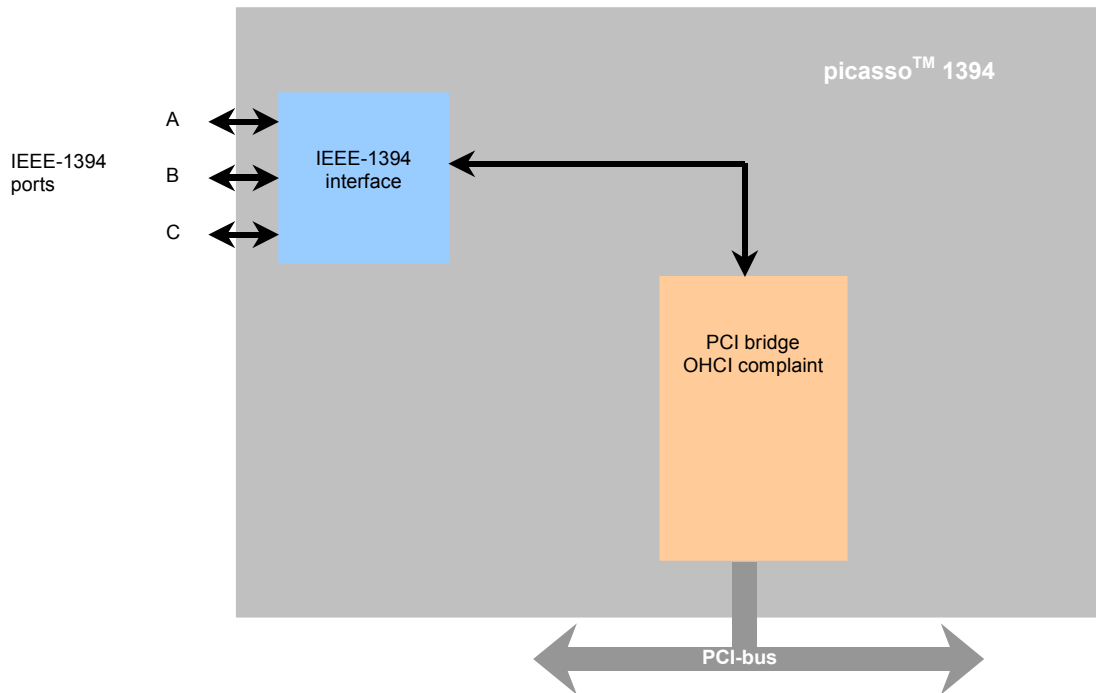 picasso™ 1394
A
IEEE-1394
ports
B
C
IEEE-1394
interface
PCI bridge
OHCI complaint
PCI-bus